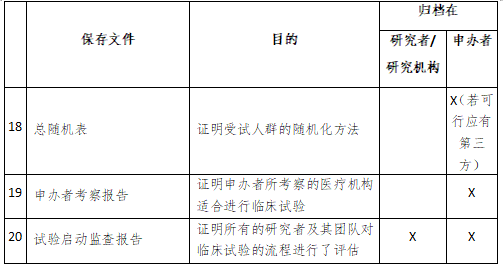 保存文件
目的
归档在
研究者/
研究机构
申办者
18
总随机表
证明受试人群的随机化方法
X（若可
行应有
第三
方）
19
申办者考察报告
证明申办者所考察的医疗机构
适合进行临床试验
X
20
试验启动监查报告
证明所有的研究者及其团队对
临床试验的流程进行了评估
X
X